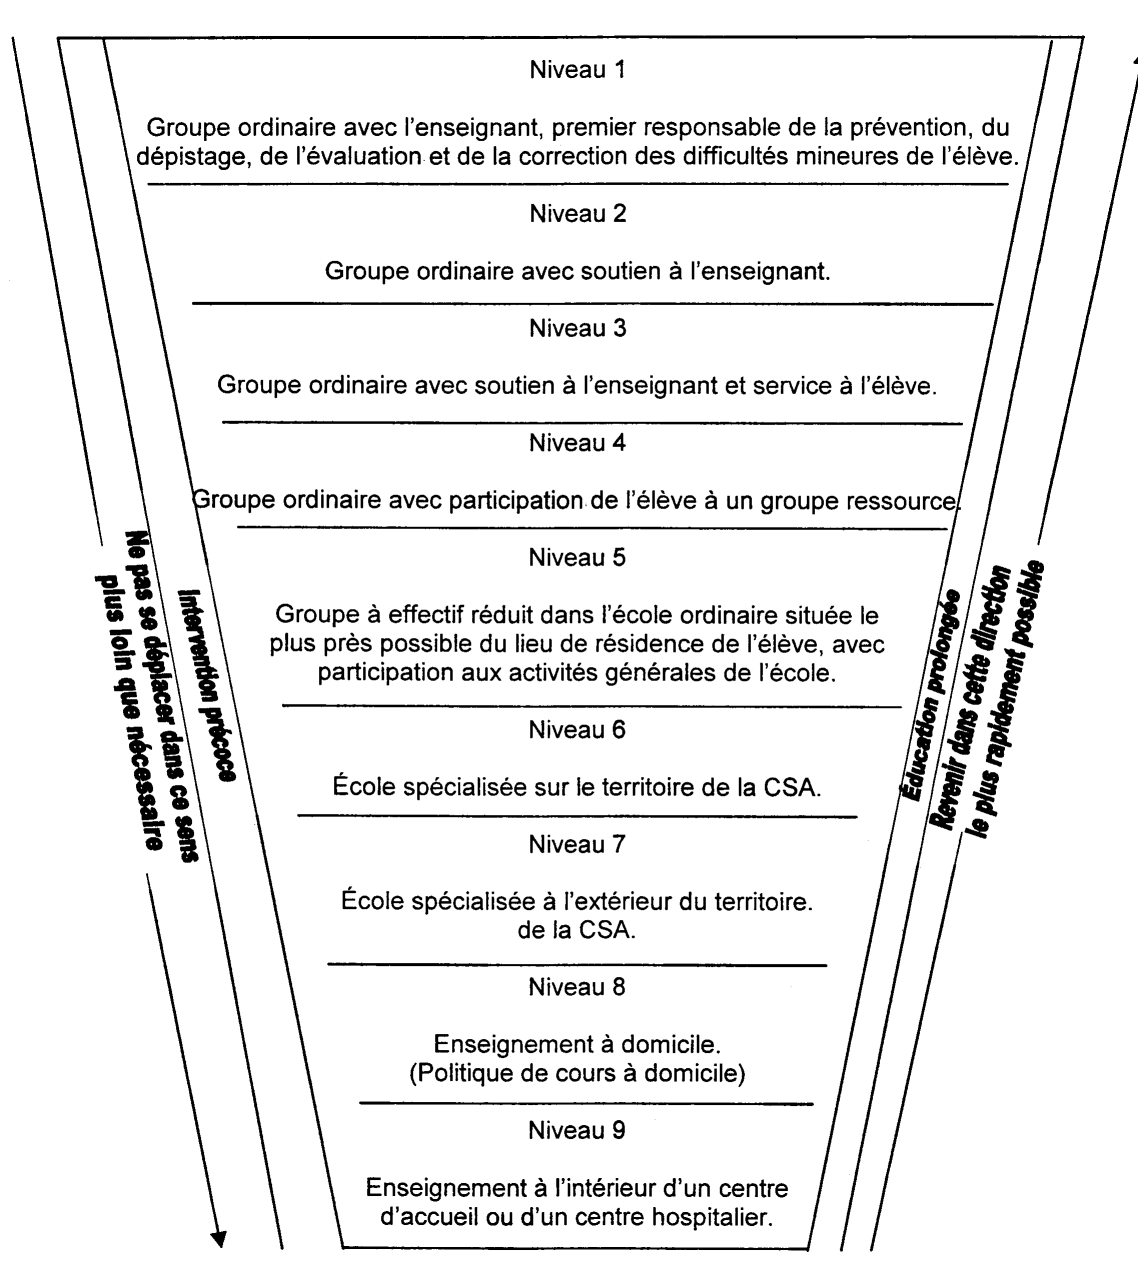 Niveau 1
Groupe ordinaire avec l'enseignant, premier responsable de la prévention, du
dépistage, de l'évaluation et de la correction des difficultés mineures de l'élève.
Niveau 2
Groupe ordinaire avec soutien à l'enseignant.
Niveau 3
Groupe ordinaire avec soutien à l'enseignant et service à l'élève.
Niveau 4
Groupe ordinaire avec participation de l'élève à un groupe ressource.
Niveau 5
Groupe à effectif réduit dans l'école ordinaire située le
plus près possible du lieu de résidence de l'élève, avec
participation aux activités générales de l'école.
Niveau 6
École spécialisée sur le territoire de la CSA.
Niveau 7
École spécialisée à l'extérieur du territoire.
de la CSA.
Niveau 8
Enseignement à domicile.
(Politique de cours à domicile)
Niveau 9
Enseignement à l'intérieur d'un centre
d'accueil ou d'un centre hospitalier.
Ne pas se déplacer dans ce sens
plus loin que nécessaire
Intervention précoce
Éducation prolongée
Revenir dans cette direction
le plus rapidement possible